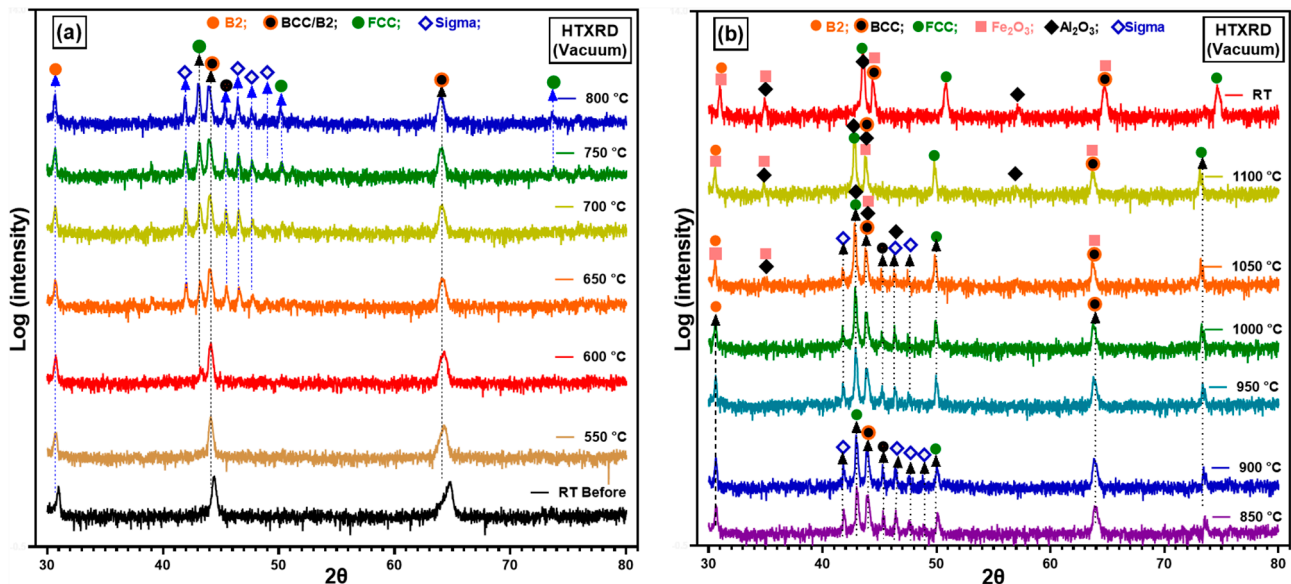 (a)
B2; BCC/B2; FCC; Sigma;
HTXRD
(Vacuum)
800 °C
750 °C
700 °C
650 °C
600 °C
550 °C
RT Before
Log (intensity)
30 40 50 60 70 80
2θ
(b)
B2; BCC; FCC; Fe₂O₃; Al₂O₃; Sigma
HTXRD
(Vacuum)
RT
1100 °C
1050 °C
1000 °C
950 °C
900 °C
850 °C
Log (intensity)
30 40 50 60 70 80
2θ